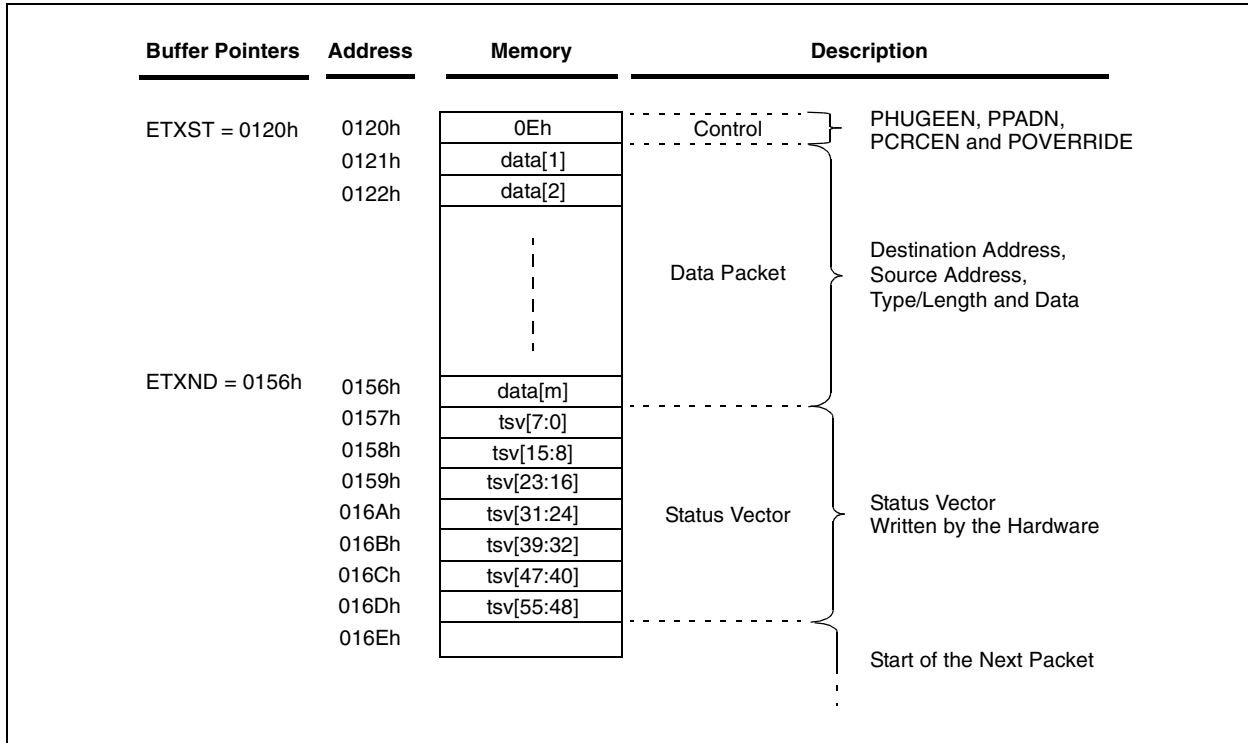 Buffer Pointers Address Memory Description
ETXST = 0120h 0120h 0Eh Control PHUGEEN, PPADN,
PCRCEN and POVERRIDE
0121h data[1]
0122h data[2]
Data Packet
Destination Address,
Source Address,
Type/Length and Data
ETXND = 0156h 0156h data[m]
0157h tsv[7:0]
0158h tsv[15:8]
0159h tsv[23:16]
016Ah tsv[31:24] Status Vector
Status Vector
Written by the Hardware
016Bh tsv[39:32]
016Ch tsv[47:40]
016Dh tsv[55:48]
016Eh
Start of the Next Packet